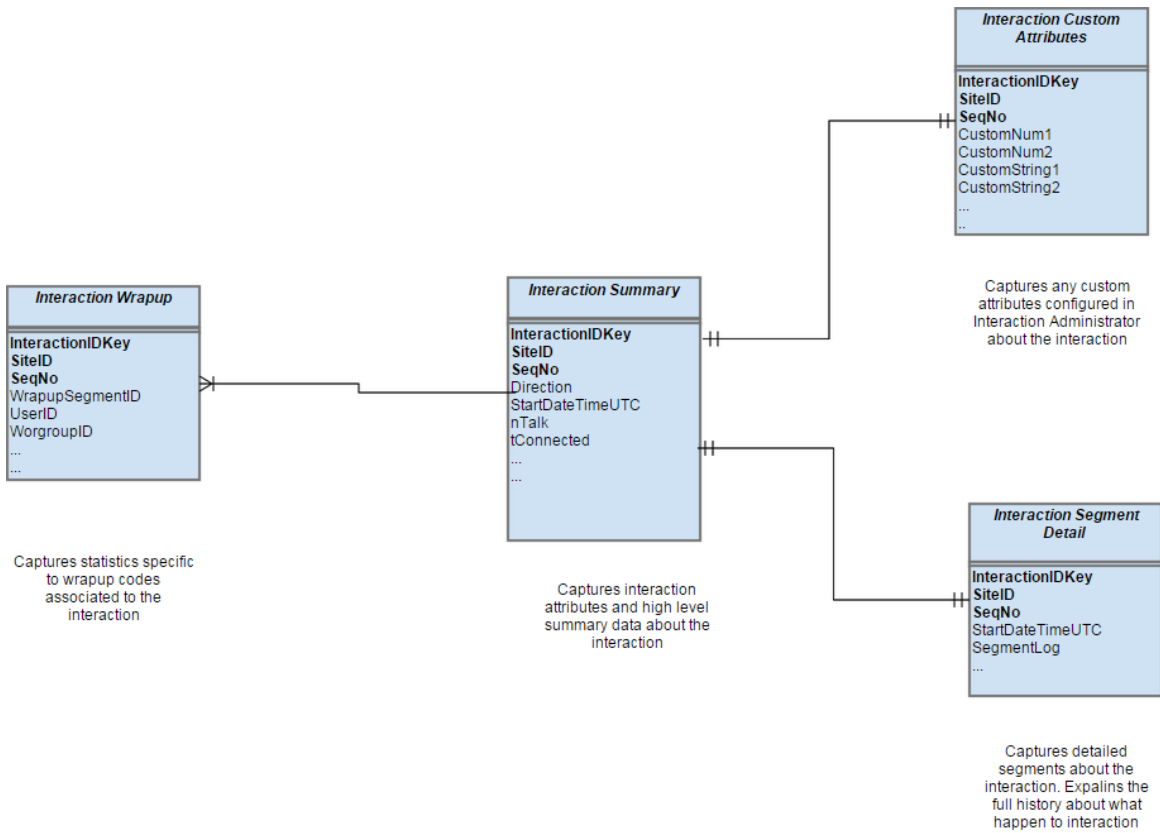 Interaction Custom
Attributes
InteractionIDKey
SiteID
SeqNo
CustomNum1
CustomNum2
CustomString1
CustomString2
...
..
Captures any custom
attributes configured in
Interaction Administrator
about the interaction
Interaction Wrapup
InteractionIDKey
SiteID
SeqNo
WrapupSegmentID
UserID
WorgroupID
...
...
Captures statistics specific
to wrapup codes
associated to the
interaction
Interaction Summary
InteractionIDKey
SiteID
SeqNo
Direction
StartDateTimeUTC
nTalk
tConnected
...
...
Captures interaction
attributes and high level
summary data about the
interaction
Interaction Segment
Detail
InteractionIDKey
SiteID
SeqNo
StartDateTimeUTC
SegmentLog
...
Captures detailed
segments about the
interaction. Expalins the
full history about what
happen to interaction